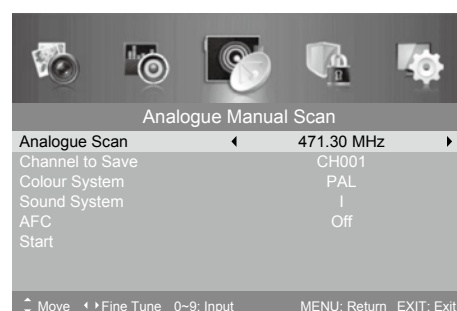 Analogue Manual Scan
Analogue Scan 471.30 MHz
Channel to Save CH001
Colour System PAL
Sound System I
AFC Off
Start
Move Fine Tune 0~9: Input MENU: Return EXIT: Exit